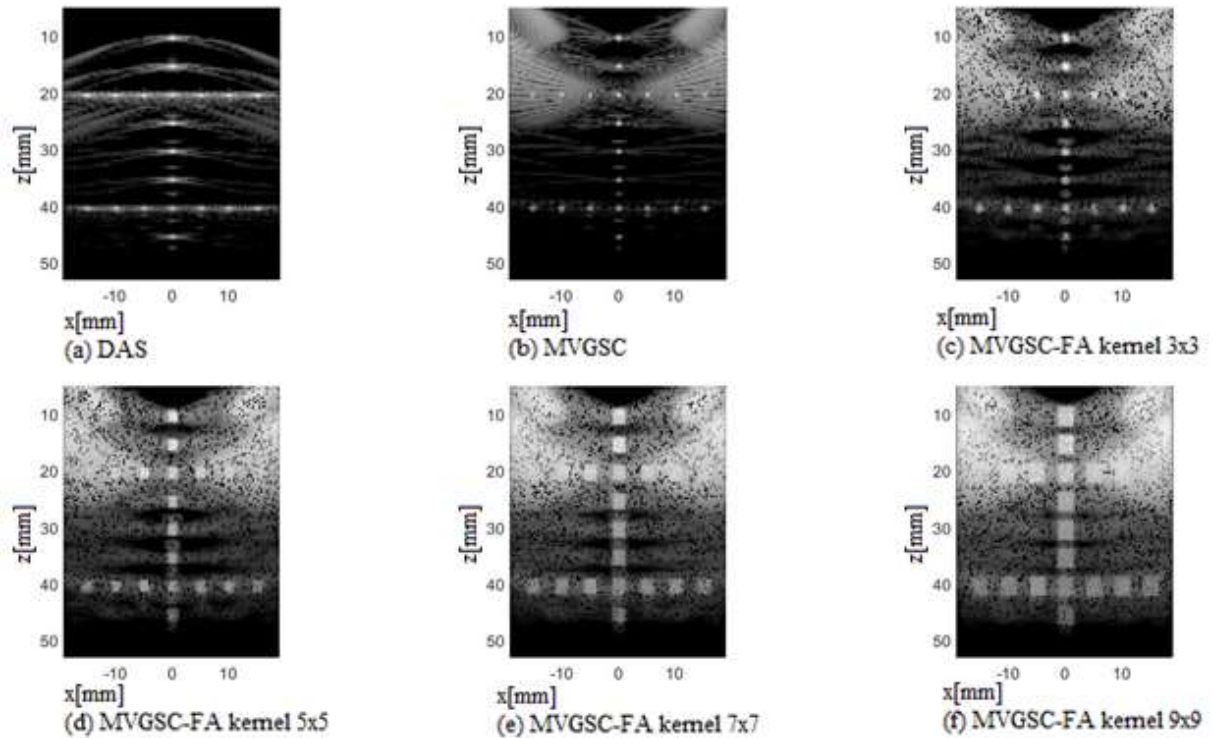 10
20
30
40
50
z[mm]
-10 0 10
x[mm]
(a) DAS
10
20
30
40
50
z[mm]
-10 0 10
x[mm]
(b) MVGSC
10
20
30
40
50
z[mm]
-10 0 10
x[mm]
(c) MVGSC-FA kernel 3x3
10
20
30
40
50
z[mm]
-10 0 10
x[mm]
(d) MVGSC-FA kernel 5x5
10
20
30
40
50
z[mm]
-10 0 10
x[mm]
(e) MVGSC-FA kernel 7x7
10
20
30
40
50
z[mm]
-10 0 10
x[mm]
(f) MVGSC-FA kernel 9x9